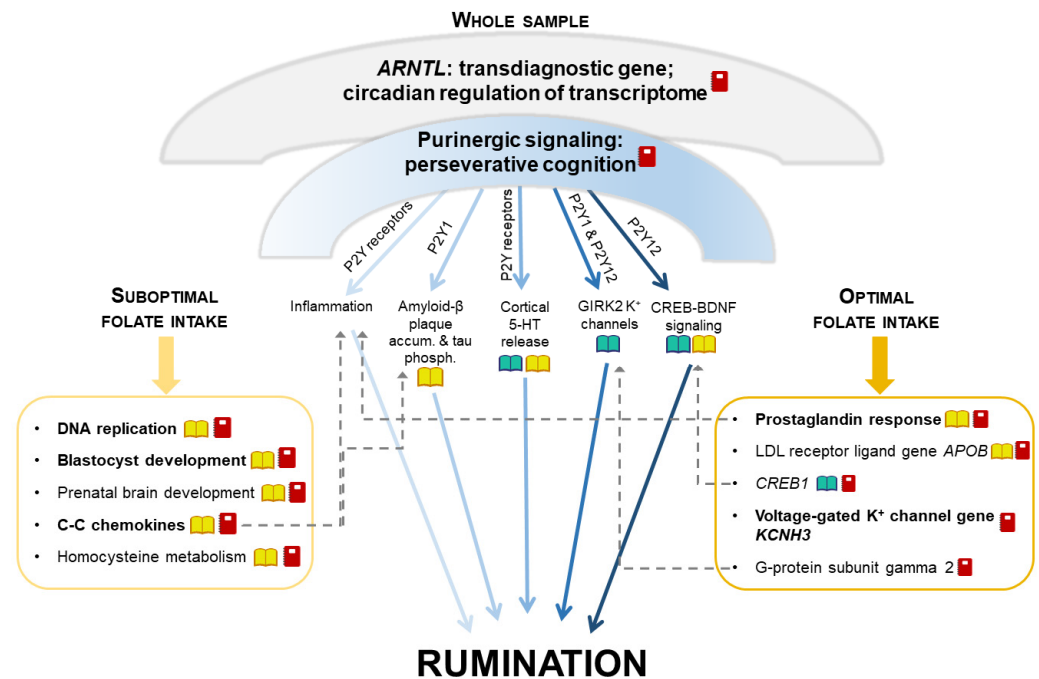 WHOLE SAMPLE
ARNTL: transdiagnostic gene;
circadian regulation of transcriptome
Purinergic signaling:
perseverative cognition
P2Y receptors
P2Y1
P2Y receptors
P2Y1 & P2Y12
P2Y12
SUBOPTIMAL
FOLATE INTAKE
Inflammation
Amyloid-β
plaque
accum. & tau
phosph.
Cortical
5-HT
release
GIRK2 K⁺
channels
CREB-BDNF
signaling
OPTIMAL
FOLATE INTAKE
• DNA replication
• Blastocyst development
• Prenatal brain development
• C-C chemokines
• Homocysteine metabolism
• Prostaglandin response
• LDL receptor ligand gene APOB
• CREB1
• Voltage-gated K⁺ channel gene
KCNH3
• G-protein subunit gamma 2
RUMINATION